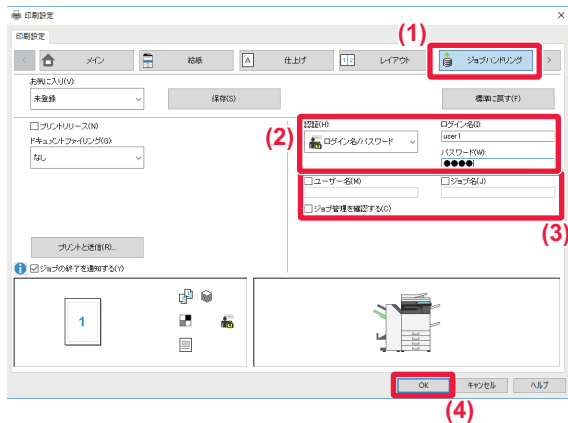 印刷設定
印刷設定
(1)
メイン 給紙 仕上げ レイアウト ジョブハンドリング
お気に入り(V):
未登録 保存(S) 標準に戻す(F)
プリントリリース(N)
ドキュメントファイリング(G):
なし
(2)
認証(H): ログイン名(I):
ログイン名/パスワード user1
パスワード(W):
●●●●
ユーザー名(M) ジョブ名(J)
ジョブ管理を確認する(C)
(3)
プリントと送信(R)...
ジョブの終了を通知する(Y)
1
OK キャンセル ヘルプ
(4)